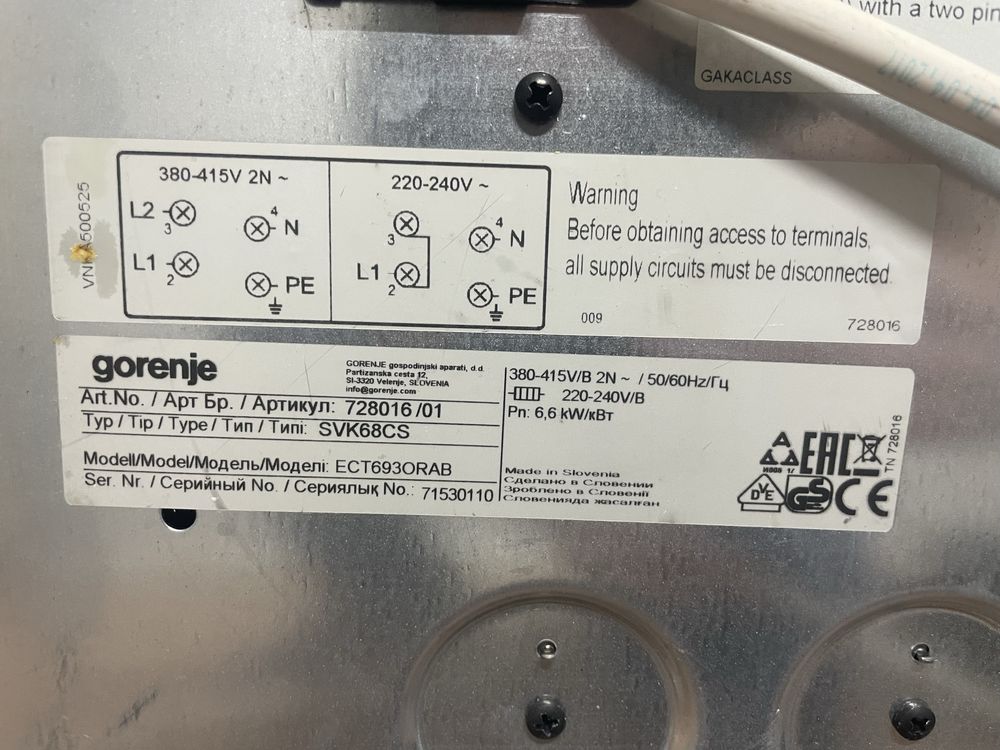 with a two pin
GAKACLASS
380-415V 2N ~
L2
3
4
N
L1
2
PE
220-240V ~
3
4
N
L1
2
PE
Warning
Before obtaining access to terminals,
all supply circuits must be disconnected.
009
728016
gorenje
GORENJE gospodinjski aparati, d.d.
Partizanska cesta 12,
SI-3320 Velenje, SLOVENIA
info@gorenje.com
Art.No. / Арт Бр. / Артикул: 728016 /01
Typ / Tip / Type / Тип / Типі: SVK68CS
Modell/Model/Модель/Моделі: ECT693ORAB
Ser. Nr. / Серийный No. / Сериялық No.: 71530110
380-415V/В 2N ~ / 50/60Hz/Гц
220-240V/В
Pn: 6,6 kW/кВт
Made in Slovenia
Сделано в Словении
Зроблено в Словенії
Словенияда жасалған
EAC
DVE
GS
CE
TN 728016